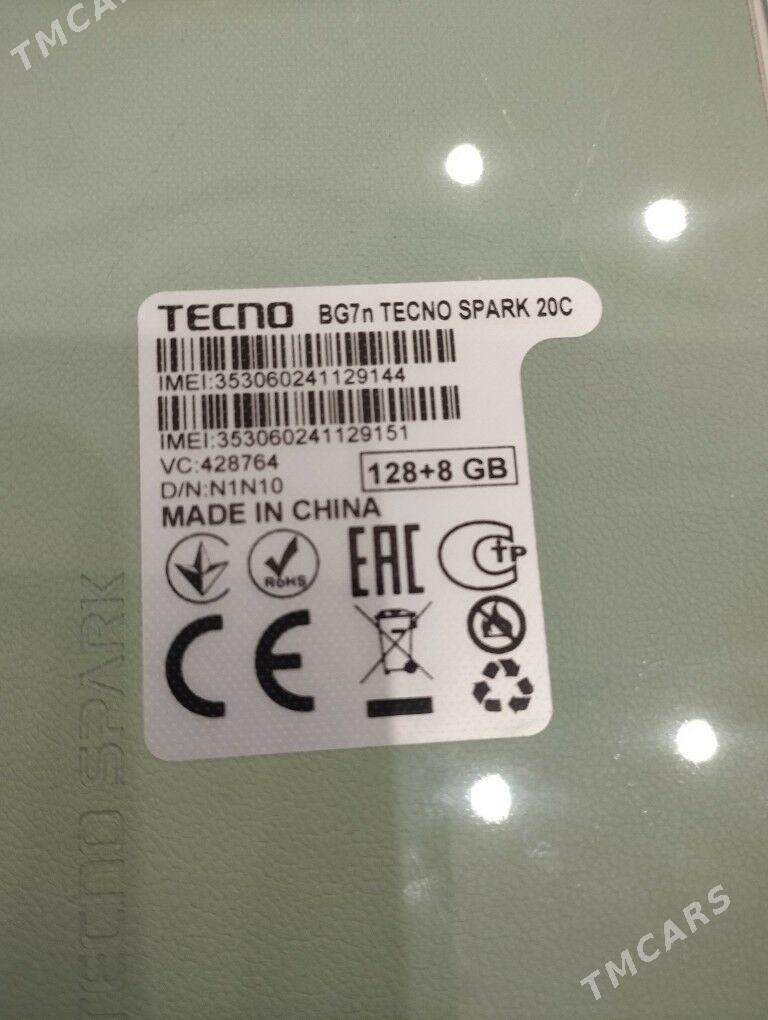 TMCARS
TECNO BG7n TECNO SPARK 20C
IMEI:353060241129144
IMEI:353060241129151
VC:428764
128+8 GB
D/N:N1N10
MADE IN CHINA
RoHS
EAC
CTP
CE
TECNO SPARK
TMCARS